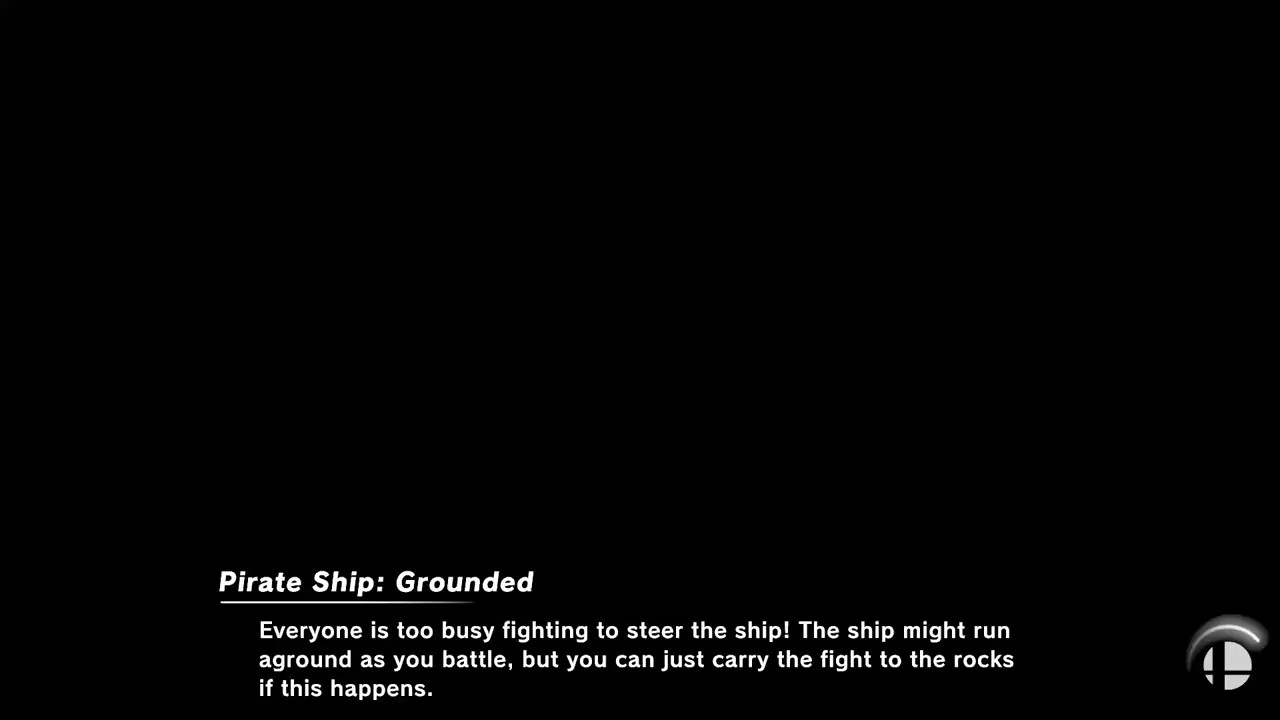 Pirate Ship: Grounded
Everyone is too busy fighting to steer the ship! The ship might run
aground as you battle, but you can just carry the fight to the rocks
if this happens.